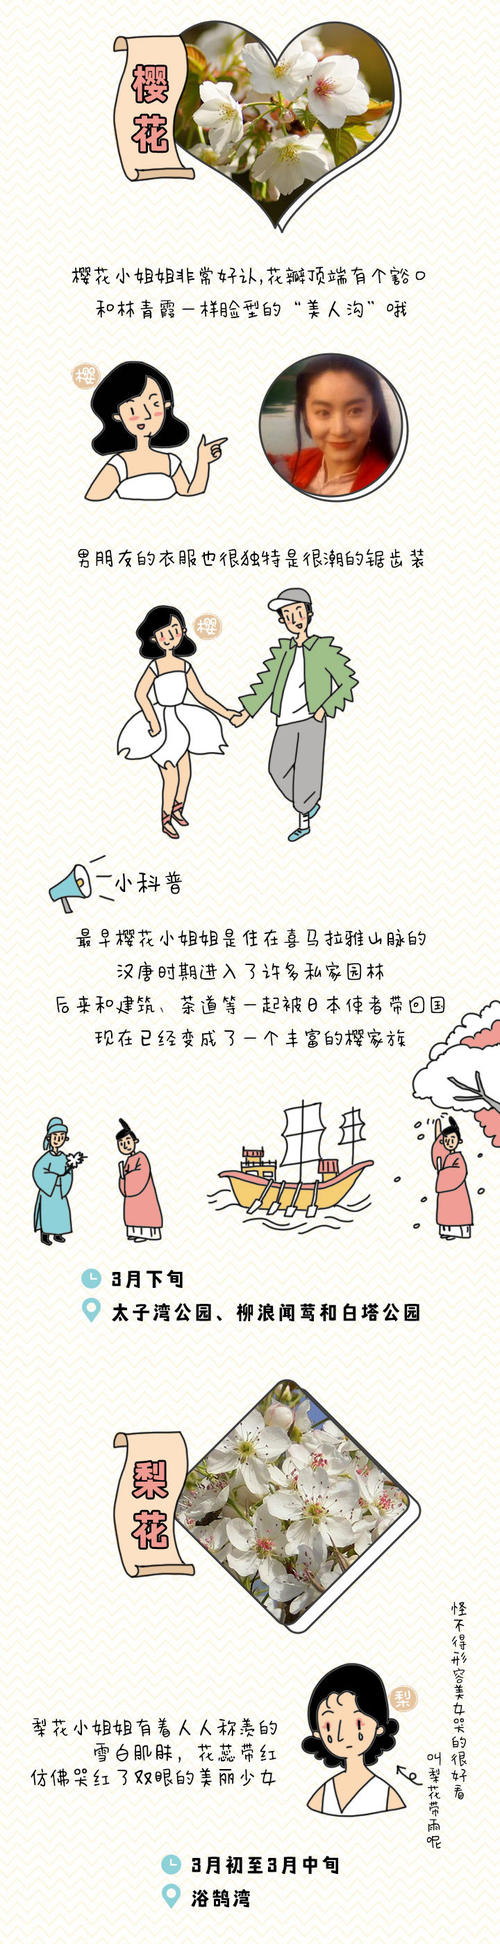 樱花
樱花小姐姐非常好认,花瓣顶端有个豁口
和林青霞一样脸型的“美人沟”哦
樱
男朋友的衣服也很独特是很潮的锯齿装
樱
小科普
最早樱花小姐姐是住在喜马拉雅山脉的
汉唐时期进入了许多私家园林
后来和建筑、茶道等一起被日本使者带回国
现在已经变成了一个丰富的樱家族
3月下旬
太子湾公园、柳浪闻莺和白塔公园
梨花
怪不得形容美女哭的很好看
叫梨花带雨呢
梨
梨花小姐姐有着人人称羡的
雪白肌肤，花蕊带红
仿佛哭红了双眼的美丽少女
3月初至3月中旬
浴鹄湾